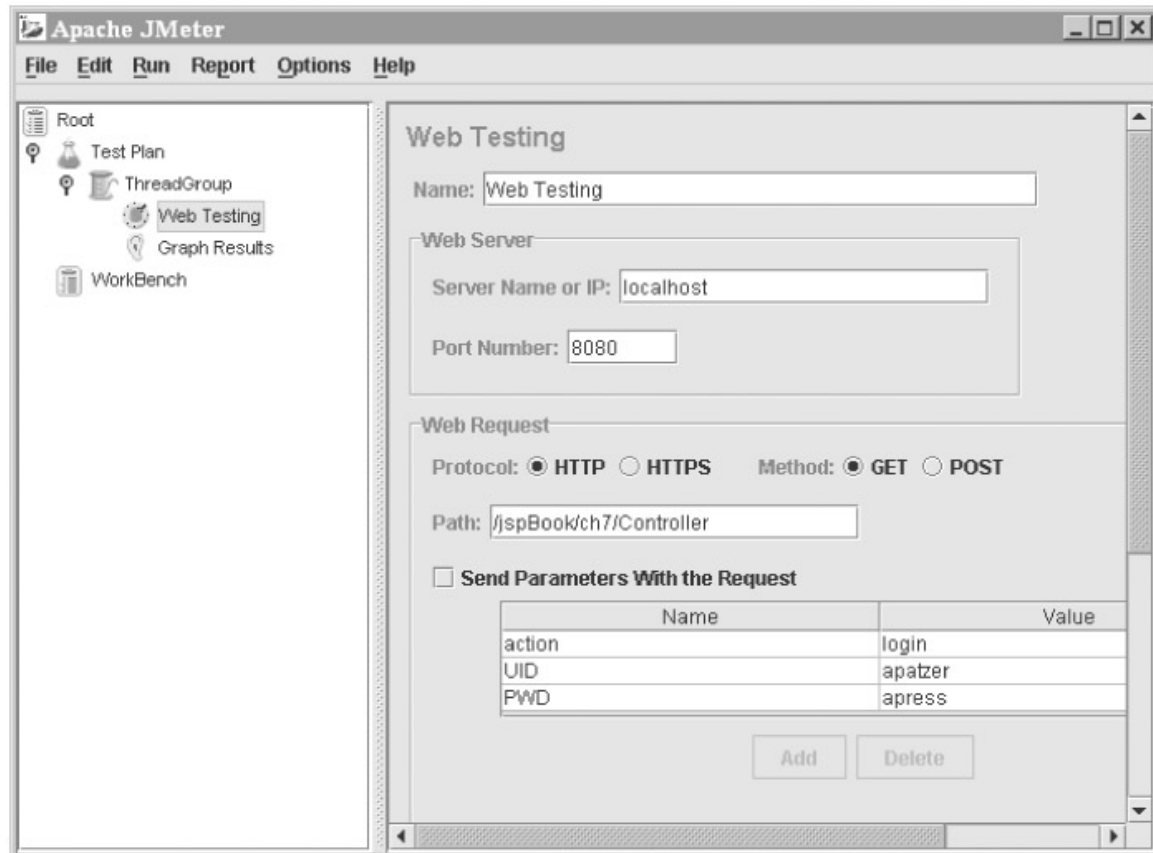 Apache JMeter
File Edit Run Report Options Help
Root
Test Plan
ThreadGroup
Web Testing
Graph Results
WorkBench
Web Testing
Name: Web Testing
Web Server
Server Name or IP: localhost
Port Number: 8080
Web Request
Protocol: HTTP HTTPS Method: GET POST
Path: /jspBook/ch7/Controller
Send Parameters With the Request
Name Value
action login
UID apatzer
PWD apress
Add Delete